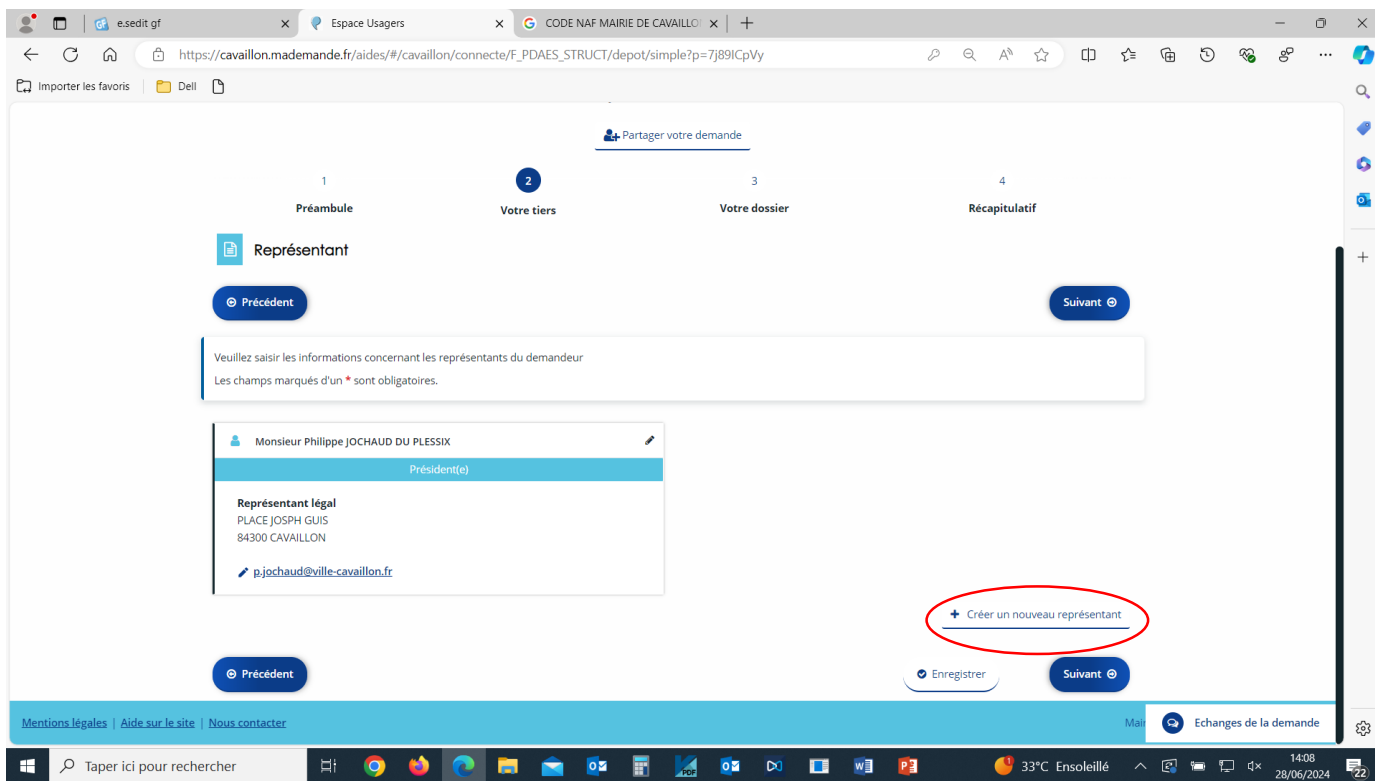 e.sedit gf
Espace Usagers
CODE NAF MAIRIE DE CAVAILLO
https://cavaillon.mademande.fr/aides/#/cavaillon/connecte/F_PDAES_STRUCT/depot/simple?p=7j89ICpVy
Importer les favoris
Dell
Partager votre demande
1
2
3
4
Préambule
Votre tiers
Votre dossier
Récapitulatif
Représentant
Précédent
Suivant
Veuillez saisir les informations concernant les représentants du demandeur
Les champs marqués d'un * sont obligatoires.
Monsieur Philippe JOCHAUD DU PLESSIX
Président(e)
Représentant légal
PLACE JOSPH GUIS
84300 CAVAILLON
p.jochaud@ville-cavaillon.fr
+ Créer un nouveau représentant
Précédent
Enregistrer
Suivant
Mentions légales | Aide sur le site | Nous contacter
Mair
Echanges de la demande
Taper ici pour rechercher
33°C Ensoleillé
14:08
28/06/2024
22